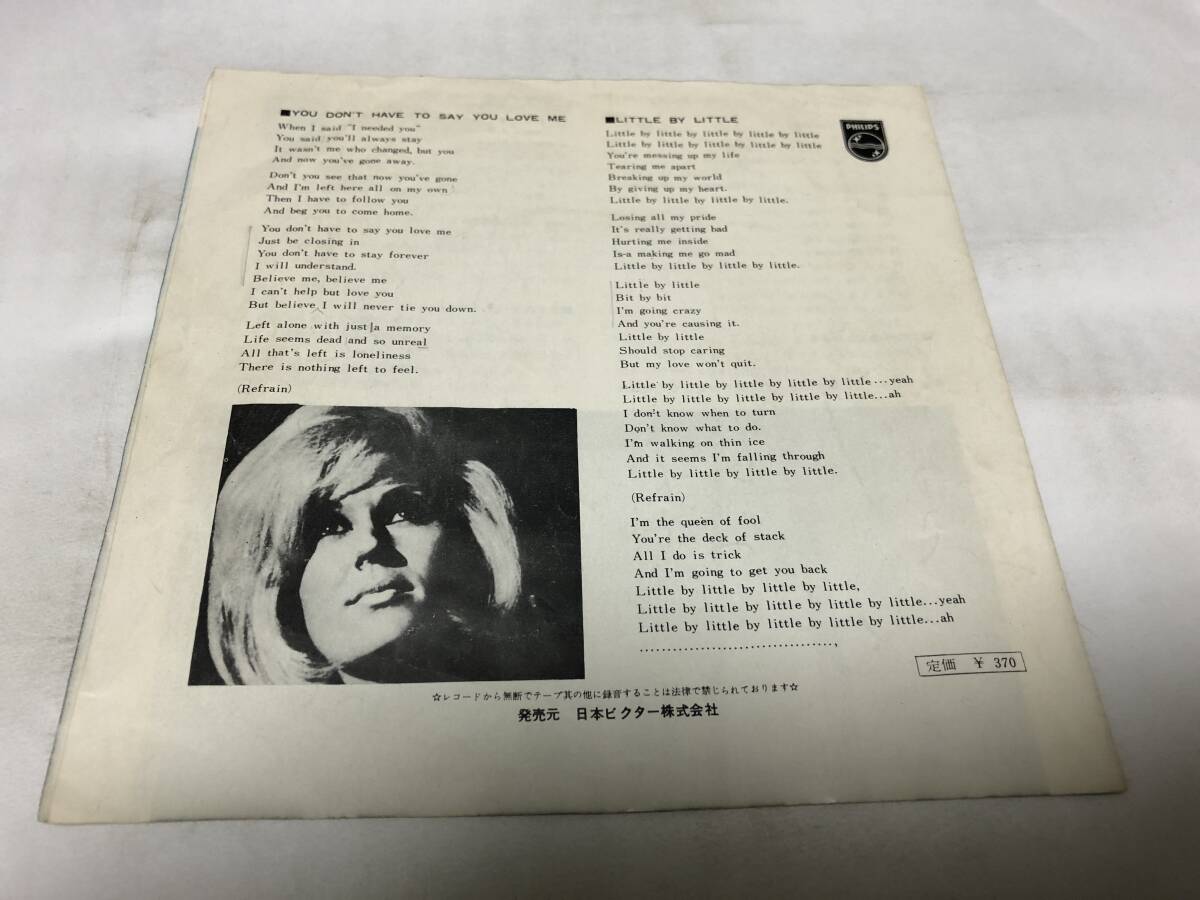 ■YOU DON'T HAVE TO SAY YOU LOVE ME
When I said "I needed you"
You said you'll always stay
It wasn't me who changed, but you
And now you've gone away.
Don't you see that now you've gone
And I'm left here all on my own
Then I have to follow you
And beg you to come home.
You don't have to say you love me
Just be closing in
You don't have to stay forever
I will understand.
Believe me, believe me
I can't help but love you
But believe, I will never tie you down.
Left alone with just a memory
Life seems dead and so unreal
All that's left is loneliness
There is nothing left to feel.
(Refrain)
■LITTLE BY LITTLE
Little by little by little by little by little
Little by little by little by little by little
You're messing up my life
Tearing me apart
Breaking up my world
By giving up my heart.
Little by little by little by little.
Losing all my pride
It's really getting bad
Hurting me inside
Is-a making me go mad
Little by little by little by little.
Little by little
Bit by bit
I'm going crazy
And you're causing it.
Little by little
Should stop caring
But my love won't quit.
Little by little by little by little by little...yeah
Little by little by little by little by little...ah
I don't know when to turn
Don't know what to do.
I'm walking on thin ice
And it seems I'm falling through
Little by little by little by little.
(Refrain)
I'm the queen of fool
You're the deck of stack
All I do is trick
And I'm going to get you back
Little by little by little by little,
Little by little by little by little by little...yeah
Little by little by little by little by little...ah
..................................,
PHILIPS
定価 ¥ 370
☆レコードから無断でテープ其の他に録音することは法律で禁じられております☆
発売元 日本ビクター株式会社